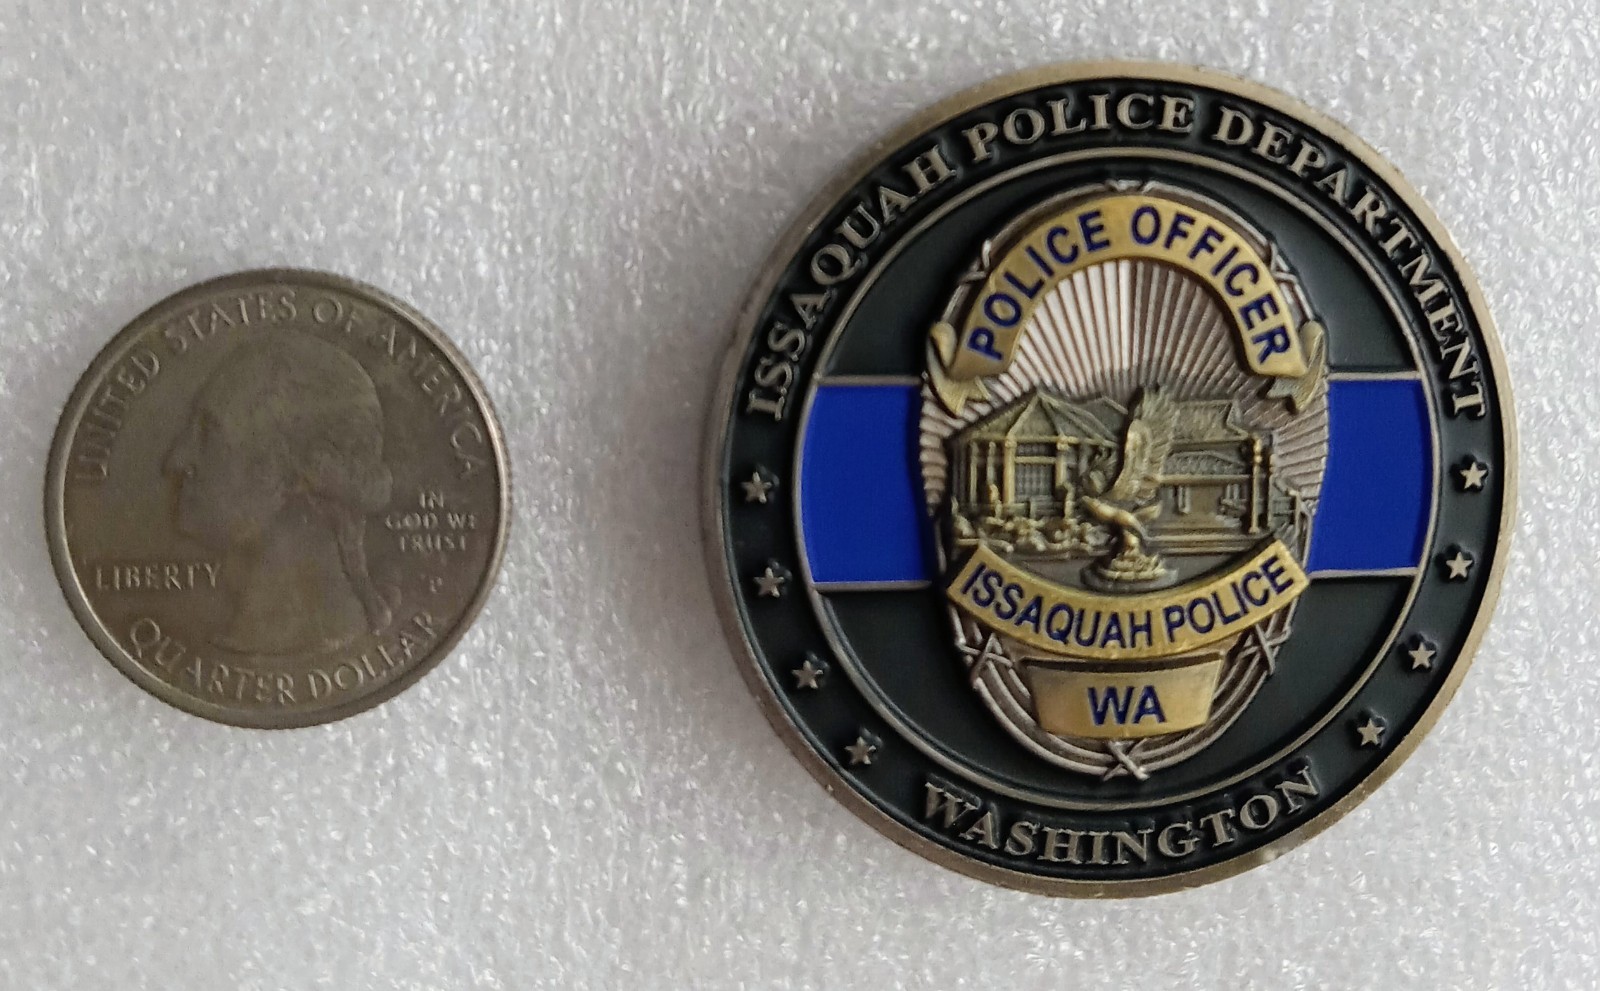 UNITED STATES OF AMERICA
IN
GOD WE
TRUST
LIBERTY
P
QUARTER DOLLAR
ISSAQUAH POLICE DEPARTMENT
POLICE OFFICER
ISSAQUAH POLICE
WA
WASHINGTON